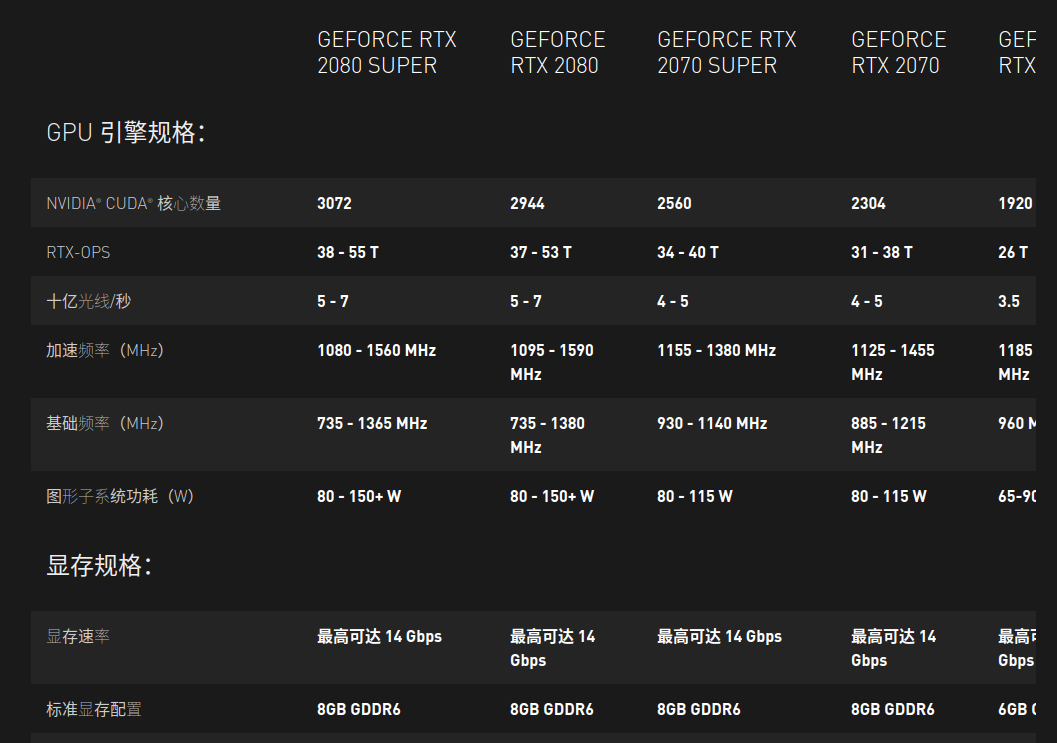 GEFORCE RTX 2080 SUPER GEFORCE RTX 2080 GEFORCE RTX 2070 SUPER GEFORCE RTX 2070 GEF RTX
GPU 引擎规格：
NVIDIA® CUDA® 核心数量 3072 2944 2560 2304 1920
RTX-OPS 38 - 55 T 37 - 53 T 34 - 40 T 31 - 38 T 26 T
十亿光线/秒 5 - 7 5 - 7 4 - 5 4 - 5 3.5
加速频率（MHz） 1080 - 1560 MHz 1095 - 1590 MHz 1155 - 1380 MHz 1125 - 1455 MHz 1185 MHz
基础频率（MHz） 735 - 1365 MHz 735 - 1380 MHz 930 - 1140 MHz 885 - 1215 MHz 960 M
图形子系统功耗（W） 80 - 150+ W 80 - 150+ W 80 - 115 W 80 - 115 W 65-90
显存规格：
显存速率 最高可达 14 Gbps 最高可达 14 Gbps 最高可达 14 Gbps 最高可达 14 Gbps 最高可 Gbps
标准显存配置 8GB GDDR6 8GB GDDR6 8GB GDDR6 8GB GDDR6 6GB